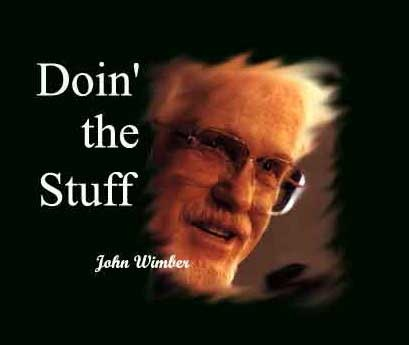 Doin'
the
Stuff
John Wimber